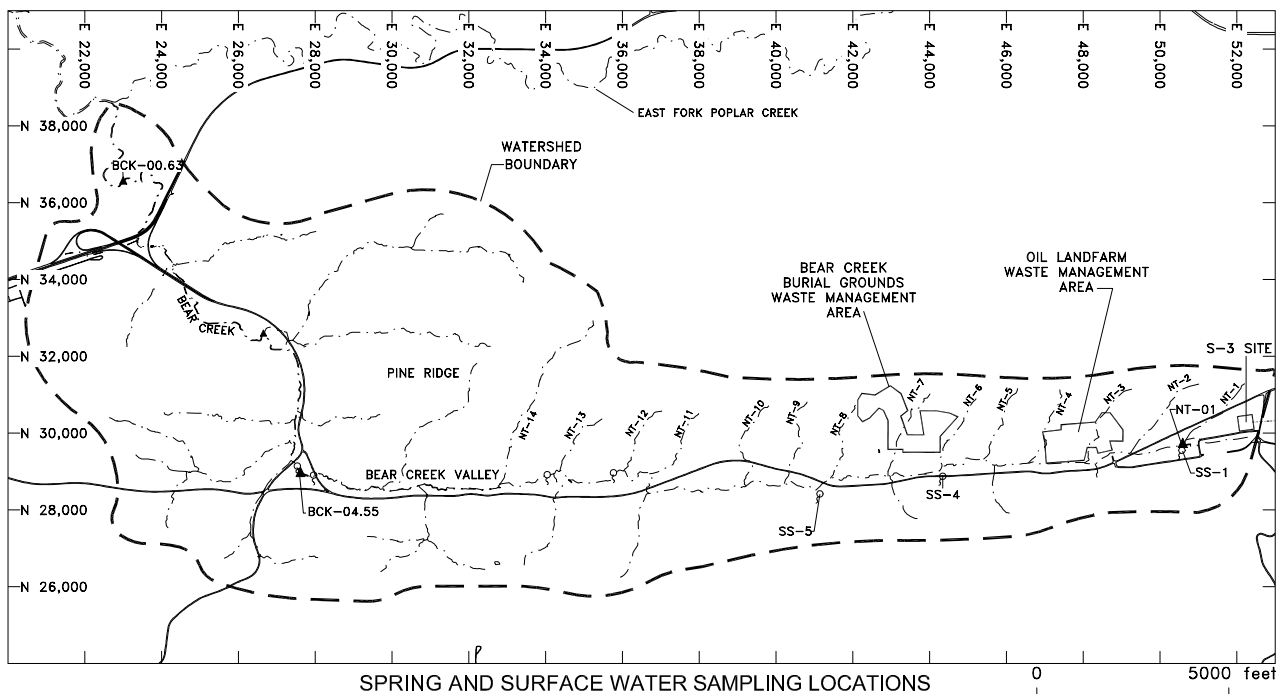 E 22,000
E 24,000
E 26,000
E 28,000
E 30,000
E 32,000
E 34,000
E 36,000
E 38,000
E 40,000
E 42,000
E 44,000
E 46,000
E 48,000
E 50,000
E 52,000
EAST FORK POPLAR CREEK
N 38,000
WATERSHED
BOUNDARY
BCK-00.63
N 36,000
OIL LANDFARM
WASTE MANAGEMENT
AREA
BEAR CREEK
BURIAL GROUNDS
WASTE MANAGEMENT
AREA
N 34,000
BEAR CREEK
N 32,000
S-3 SITE
PINE RIDGE
NT-14
NT-13
NT-12
NT-11
NT-10
NT-9
NT-8
NT-7
NT-6
NT-5
NT-4
NT-3
NT-2
NT-1
NT-01
N 30,000
BEAR CREEK VALLEY
SS-1
SS-4
N 28,000
BCK-04.55
SS-5
N 26,000
0 5000 feet
SPRING AND SURFACE WATER SAMPLING LOCATIONS